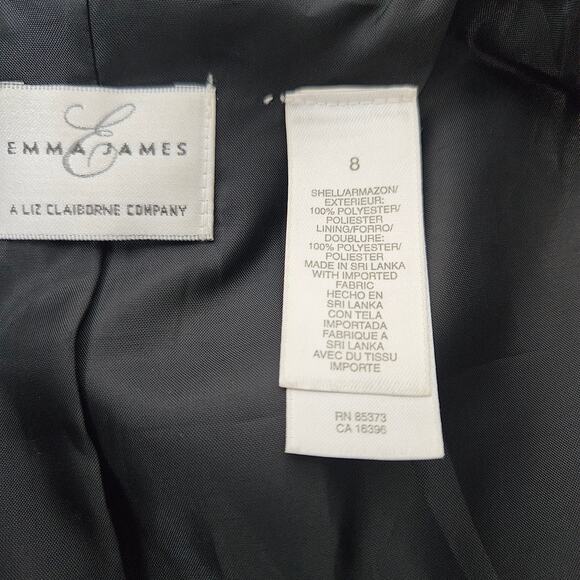 E
EMMA JAMES
A LIZ CLAIBORNE COMPANY
8
SHELL/ARMAZON/
EXTERIEUR:
100% POLYESTER/
POLIESTER
LINING/FORRO/
DOUBLURE:
100% POLYESTER/
POLIESTER
MADE IN SRI LANKA
WITH IMPORTED
FABRIC
HECHO EN
SRI LANKA
CON TELA
IMPORTADA
FABRIQUE A
SRI LANKA
AVEC DU TISSU
IMPORTE
RN 85373
CA 16396